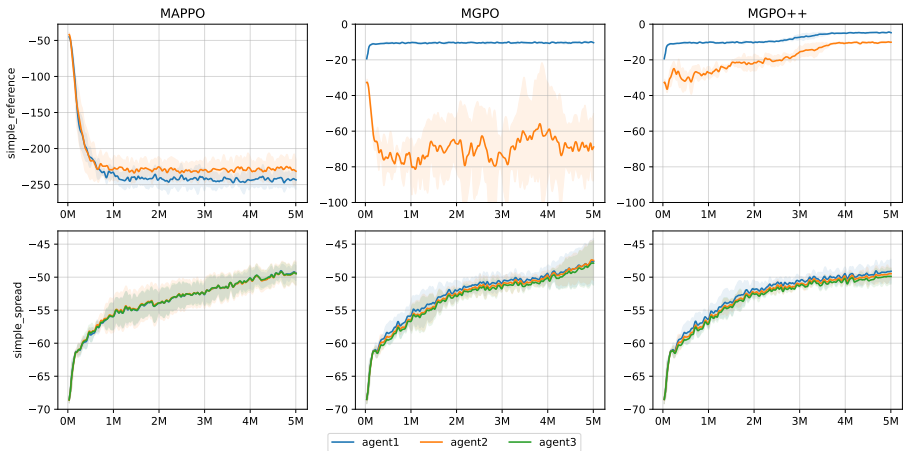 MAPPO
MGPO
MGPO++
simple_reference
−50
−100
−150
−200
−250
0M 1M 2M 3M 4M 5M
0
−20
−40
−60
−80
−100
0M 1M 2M 3M 4M 5M
0
−20
−40
−60
−80
−100
0M 1M 2M 3M 4M 5M
simple_spread
−45
−50
−55
−60
−65
−70
0M 1M 2M 3M 4M 5M
−45
−50
−55
−60
−65
−70
0M 1M 2M 3M 4M 5M
−45
−50
−55
−60
−65
−70
0M 1M 2M 3M 4M 5M
agent1 agent2 agent3